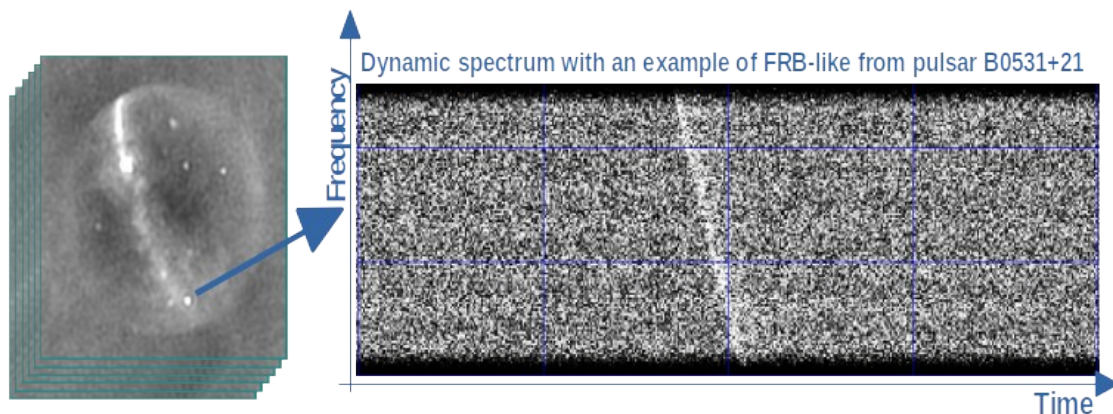 Dynamic spectrum with an example of FRB-like from pulsar B0531+21
Frequency
Time